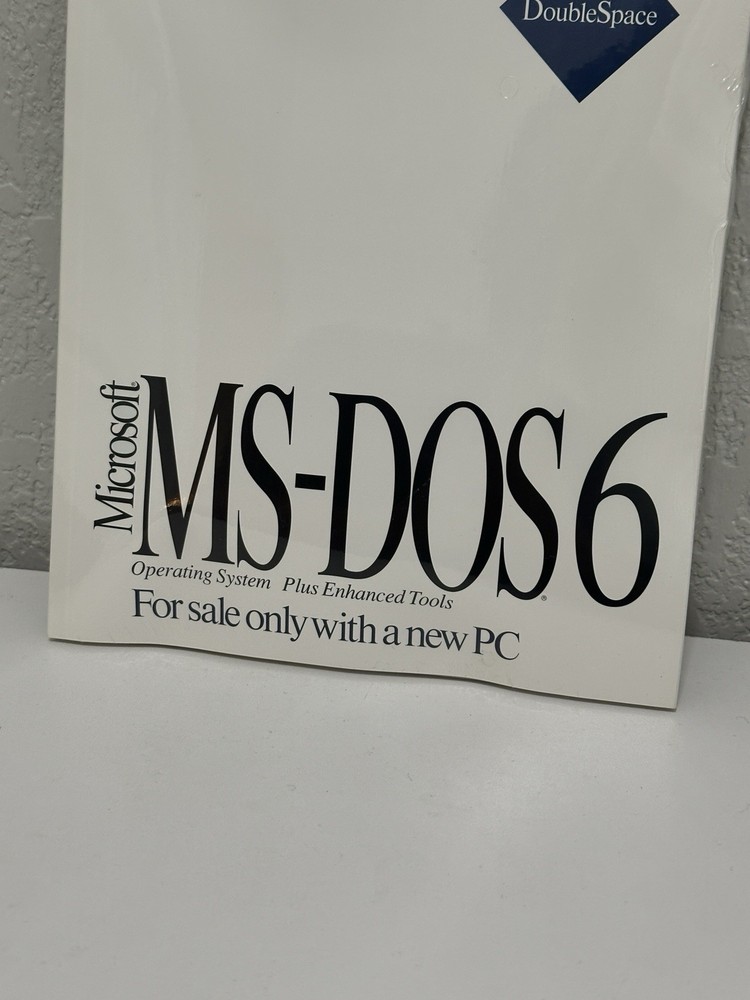 DoubleSpace
Microsoft®
MS-DOS® 6
Operating System Plus Enhanced Tools
For sale only with a new PC